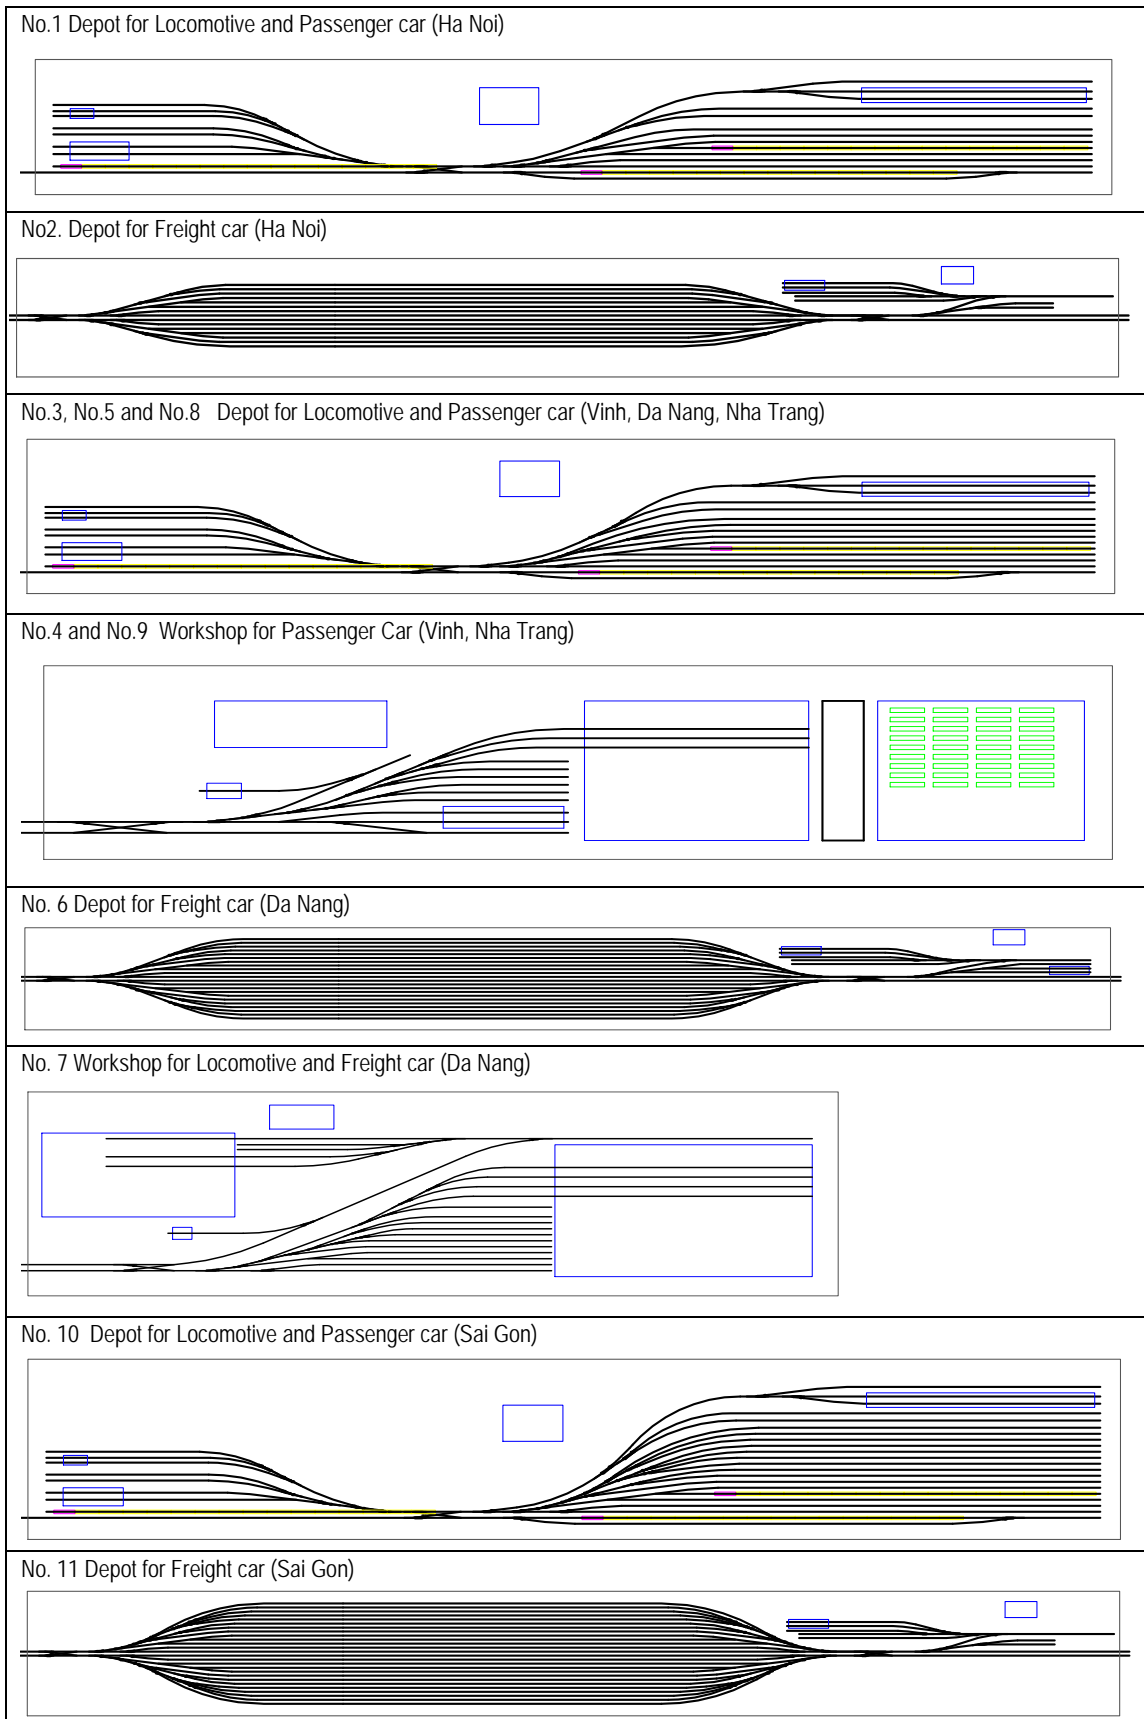 No.1 Depot for Locomotive and Passenger car (Ha Noi)
No2. Depot for Freight car (Ha Noi)
No.3, No.5 and No.8 Depot for Locomotive and Passenger car (Vinh, Da Nang, Nha Trang)
No.4 and No.9 Workshop for Passenger Car (Vinh, Nha Trang)
No. 6 Depot for Freight car (Da Nang)
No. 7 Workshop for Locomotive and Freight car (Da Nang)
No. 10 Depot for Locomotive and Passenger car (Sai Gon)
No. 11 Depot for Freight car (Sai Gon)